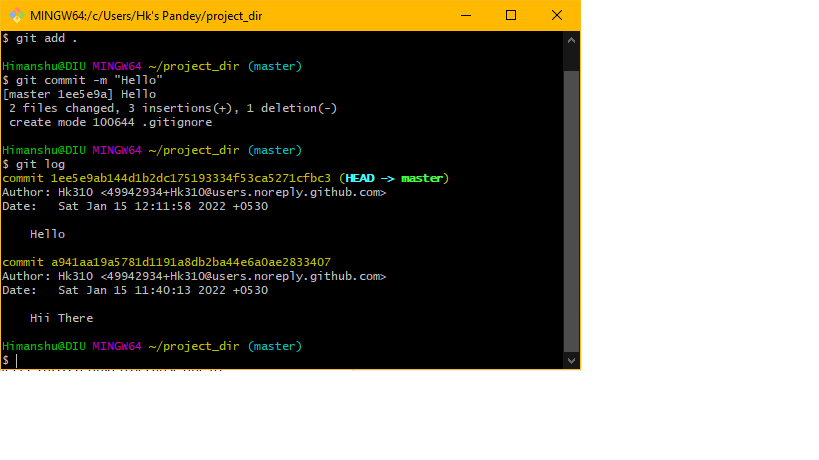 MINGW64:/c/Users/Hk's Pandey/project_dir
$ git add .
Himanshu@DIU MINGW64 ~/project_dir (master)
$ git commit -m "Hello"
[master 1ee5e9a] Hello
 2 files changed, 3 insertions(+), 1 deletion(-)
 create mode 100644 .gitignore
Himanshu@DIU MINGW64 ~/project_dir (master)
$ git log
commit 1ee5e9ab144d1b2dc175193334f53ca5271cfbc3 (HEAD -> master)
Author: Hk310 <49942934+Hk310@users.noreply.github.com>
Date:   Sat Jan 15 12:11:58 2022 +0530
    Hello
commit a941aa19a5781d1191a8db2ba44e6a0ae2833407
Author: Hk310 <49942934+Hk310@users.noreply.github.com>
Date:   Sat Jan 15 11:40:13 2022 +0530
    Hii There
Himanshu@DIU MINGW64 ~/project_dir (master)
$